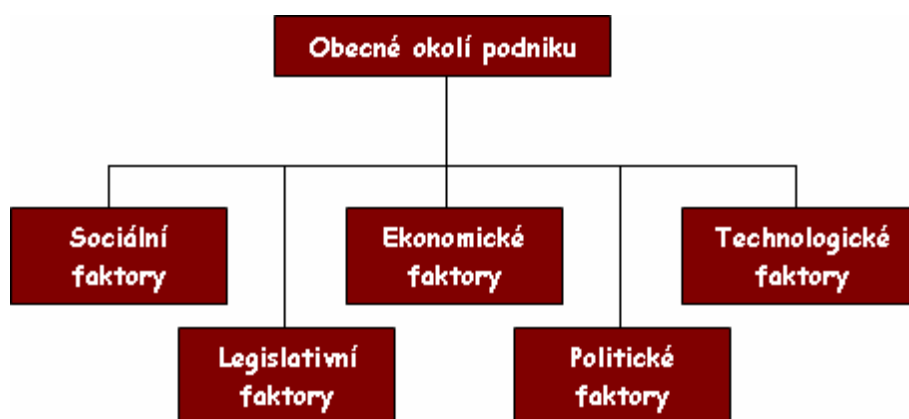 Obecné okolí podniku
Sociální
faktory
Ekonomické
faktory
Technologické
faktory
Legislativní
faktory
Politické
faktory